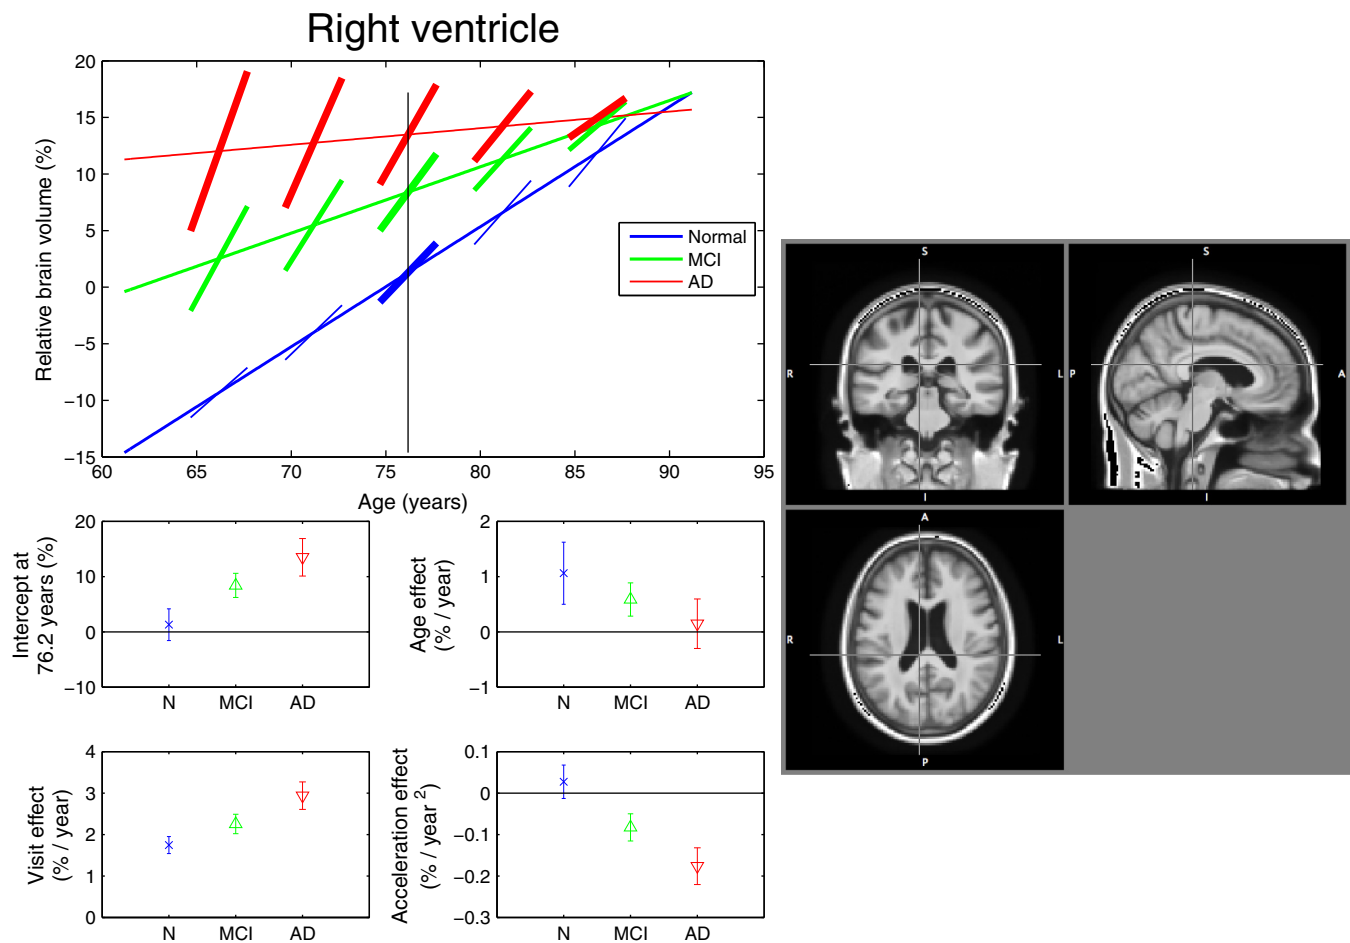 Right ventricle
Relative brain volume (%)
20
15
10
5
0
−5
−10
−15
60
65
70
75
80
85
90
95
Age (years)
Normal
MCI
AD
Intercept at
76.2 years (%)
20
10
0
−10
N
MCI
AD
Age effect
(% / year)
2
1
0
−1
N
MCI
AD
Visit effect
(% / year)
4
3
2
1
0
N
MCI
AD
Acceleration effect
(% / year 2)
0.1
0
−0.1
−0.2
−0.3
N
MCI
AD
S
R
L
I
S
P
A
I
A
R
L
P